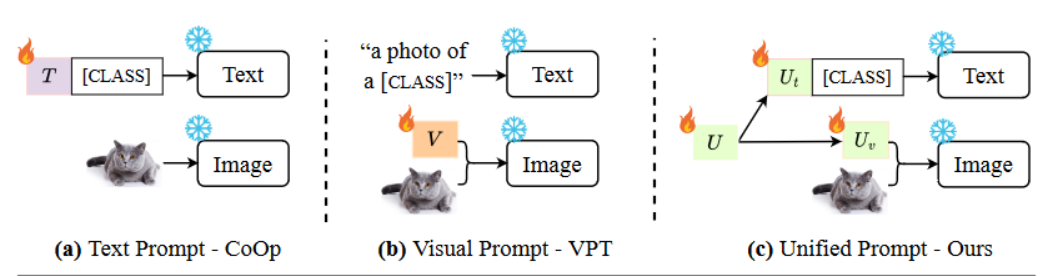 T [CLASS] Text
Image
(a) Text Prompt - CoOp
“a photo of
a [CLASS]” Text
V
Image
(b) Visual Prompt - VPT
U_t [CLASS] Text
U U_v
Image
(c) Unified Prompt - Ours